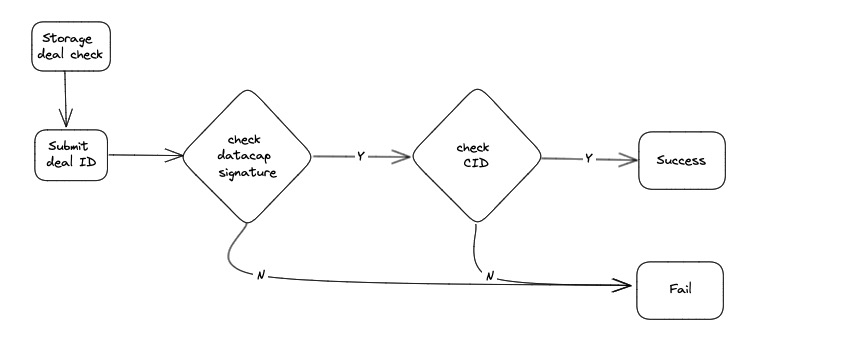 Storage
deal check
Submit
deal ID
check
datacap
signature
Y
check
CID
Y
Success
N
N
Fail